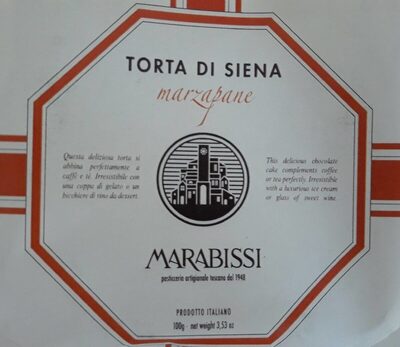 TORTA DI SIENA
marzapane
Questa deliziosa torta si
abbina perfettamente a
caffè e té. Irresistibile con
una coppa di gelato o un
bicchiere di vino da dessert.
This delicious chocolate
cake complements coffee
or tea perfectly. Irresistible
with a luxurious ice cream
or glass of sweet wine.
MARABISSI
pasticceria artigianale toscana dal 1948
PRODOTTO ITALIANO
100g - net weight 3,53 oz